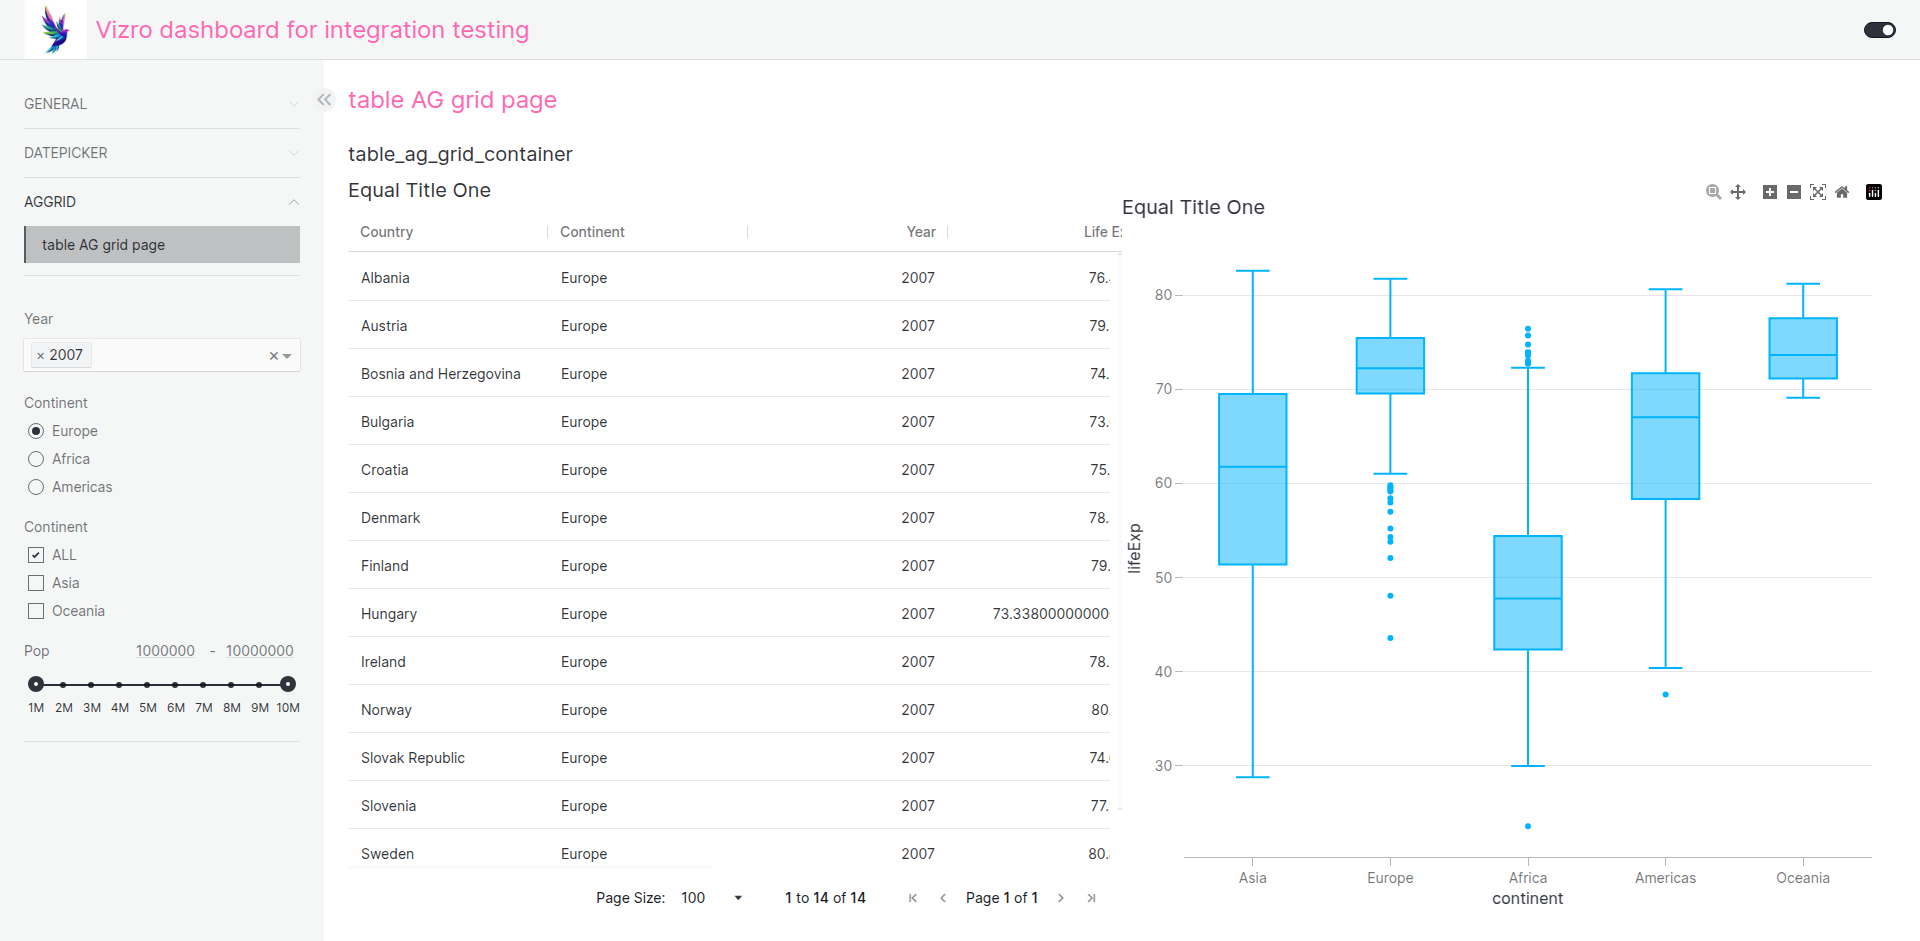 Vizro dashboard for integration testing
GENERAL
DATEPICKER
AGGRID
table AG grid page
Year
× 2007
Continent
Europe
Africa
Americas
Continent
ALL
Asia
Oceania
Pop 1000000 - 10000000
1M 2M 3M 4M 5M 6M 7M 8M 9M 10M
table AG grid page
table_ag_grid_container
Equal Title One
Country Continent Year Life E
Albania Europe 2007 76.
Austria Europe 2007 79.
Bosnia and Herzegovina Europe 2007 74.
Bulgaria Europe 2007 73.
Croatia Europe 2007 75.
Denmark Europe 2007 78.
Finland Europe 2007 79.
Hungary Europe 2007 73.33800000000
Ireland Europe 2007 78.
Norway Europe 2007 80.
Slovak Republic Europe 2007 74.
Slovenia Europe 2007 77.
Sweden Europe 2007 80.
Page Size: 100 1 to 14 of 14 Page 1 of 1
Equal Title One
80
70
60
50
40
30
lifeExp
Asia Europe Africa Americas Oceania
continent